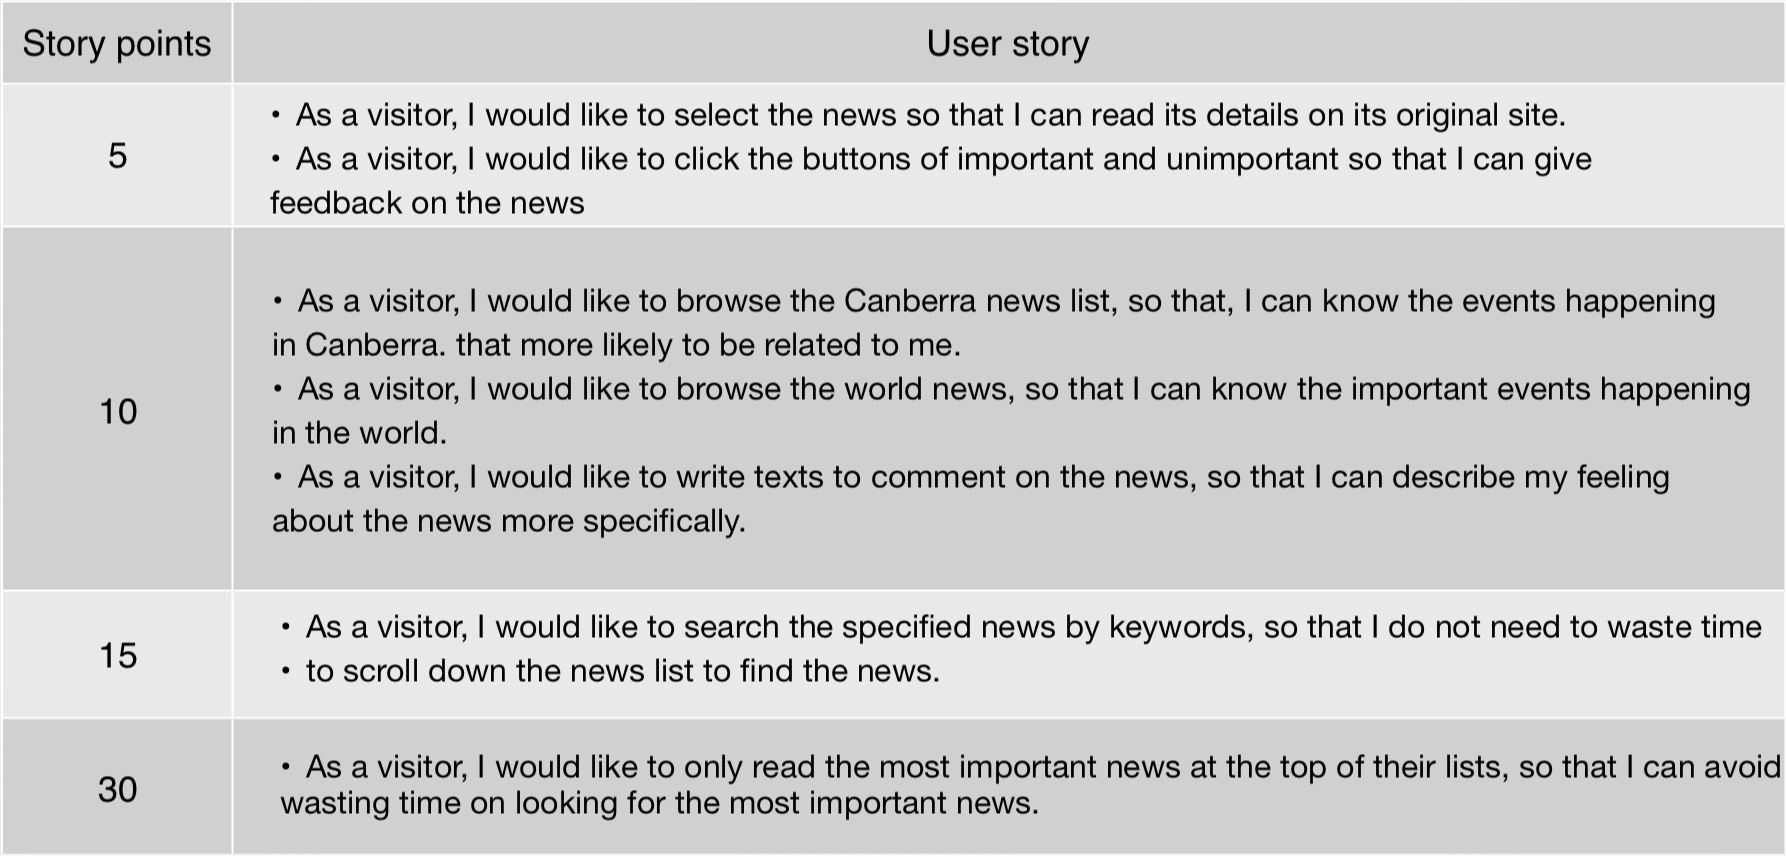 Story points User story
5
• As a visitor, I would like to select the news so that I can read its details on its original site.
• As a visitor, I would like to click the buttons of important and unimportant so that I can give
feedback on the news
10
• As a visitor, I would like to browse the Canberra news list, so that, I can know the events happening
in Canberra. that more likely to be related to me.
• As a visitor, I would like to browse the world news, so that I can know the important events happening
in the world.
• As a visitor, I would like to write texts to comment on the news, so that I can describe my feeling
about the news more specifically.
15
• As a visitor, I would like to search the specified news by keywords, so that I do not need to waste time
• to scroll down the news list to find the news.
30
• As a visitor, I would like to only read the most important news at the top of their lists, so that I can avoid
wasting time on looking for the most important news.